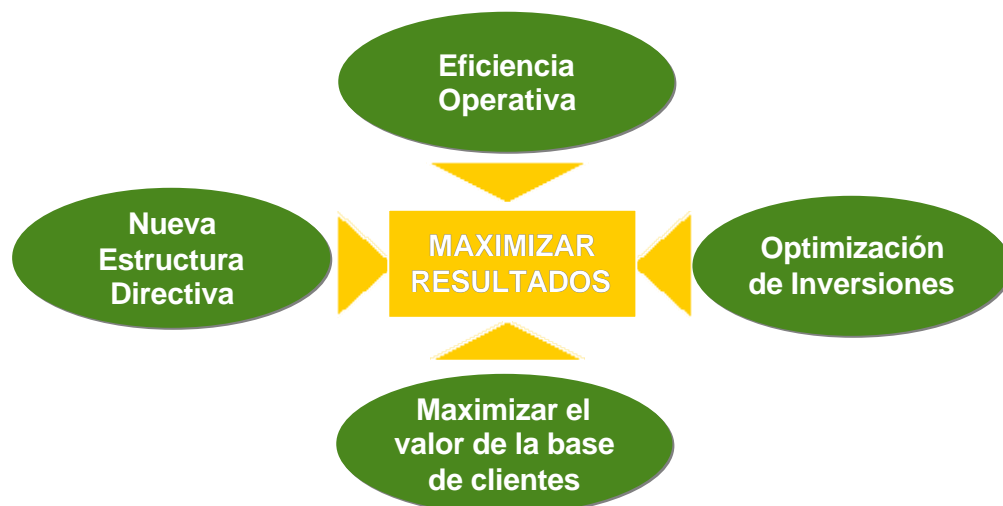 Eficiencia
Operativa
Nueva
Estructura
Directiva
MAXIMIZAR
RESULTADOS
Optimización
de Inversiones
Maximizar el
valor de la base
de clientes